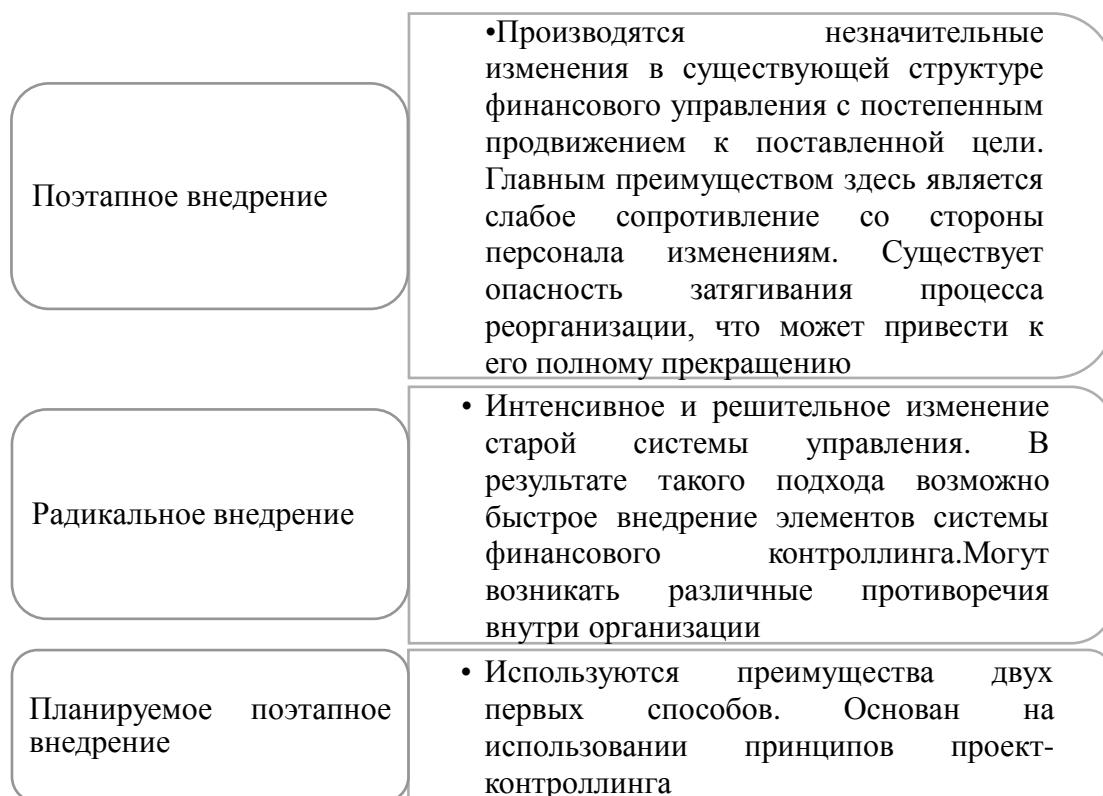 Поэтапное внедрение
•Производятся незначительные
изменения в существующей структуре
финансового управления с постепенным
продвижением к поставленной цели.
Главным преимуществом здесь является
слабое сопротивление со стороны
персонала изменениям. Существует
опасность затягивания процесса
реорганизации, что может привести к
его полному прекращению
Радикальное внедрение
• Интенсивное и решительное изменение
старой системы управления. В
результате такого подхода возможно
быстрое внедрение элементов системы
финансового контроллинга.Могут
возникать различные противоречия
внутри организации
Планируемое поэтапное
внедрение
• Используются преимущества двух
первых способов. Основан на
использовании принципов проект-
контроллинга